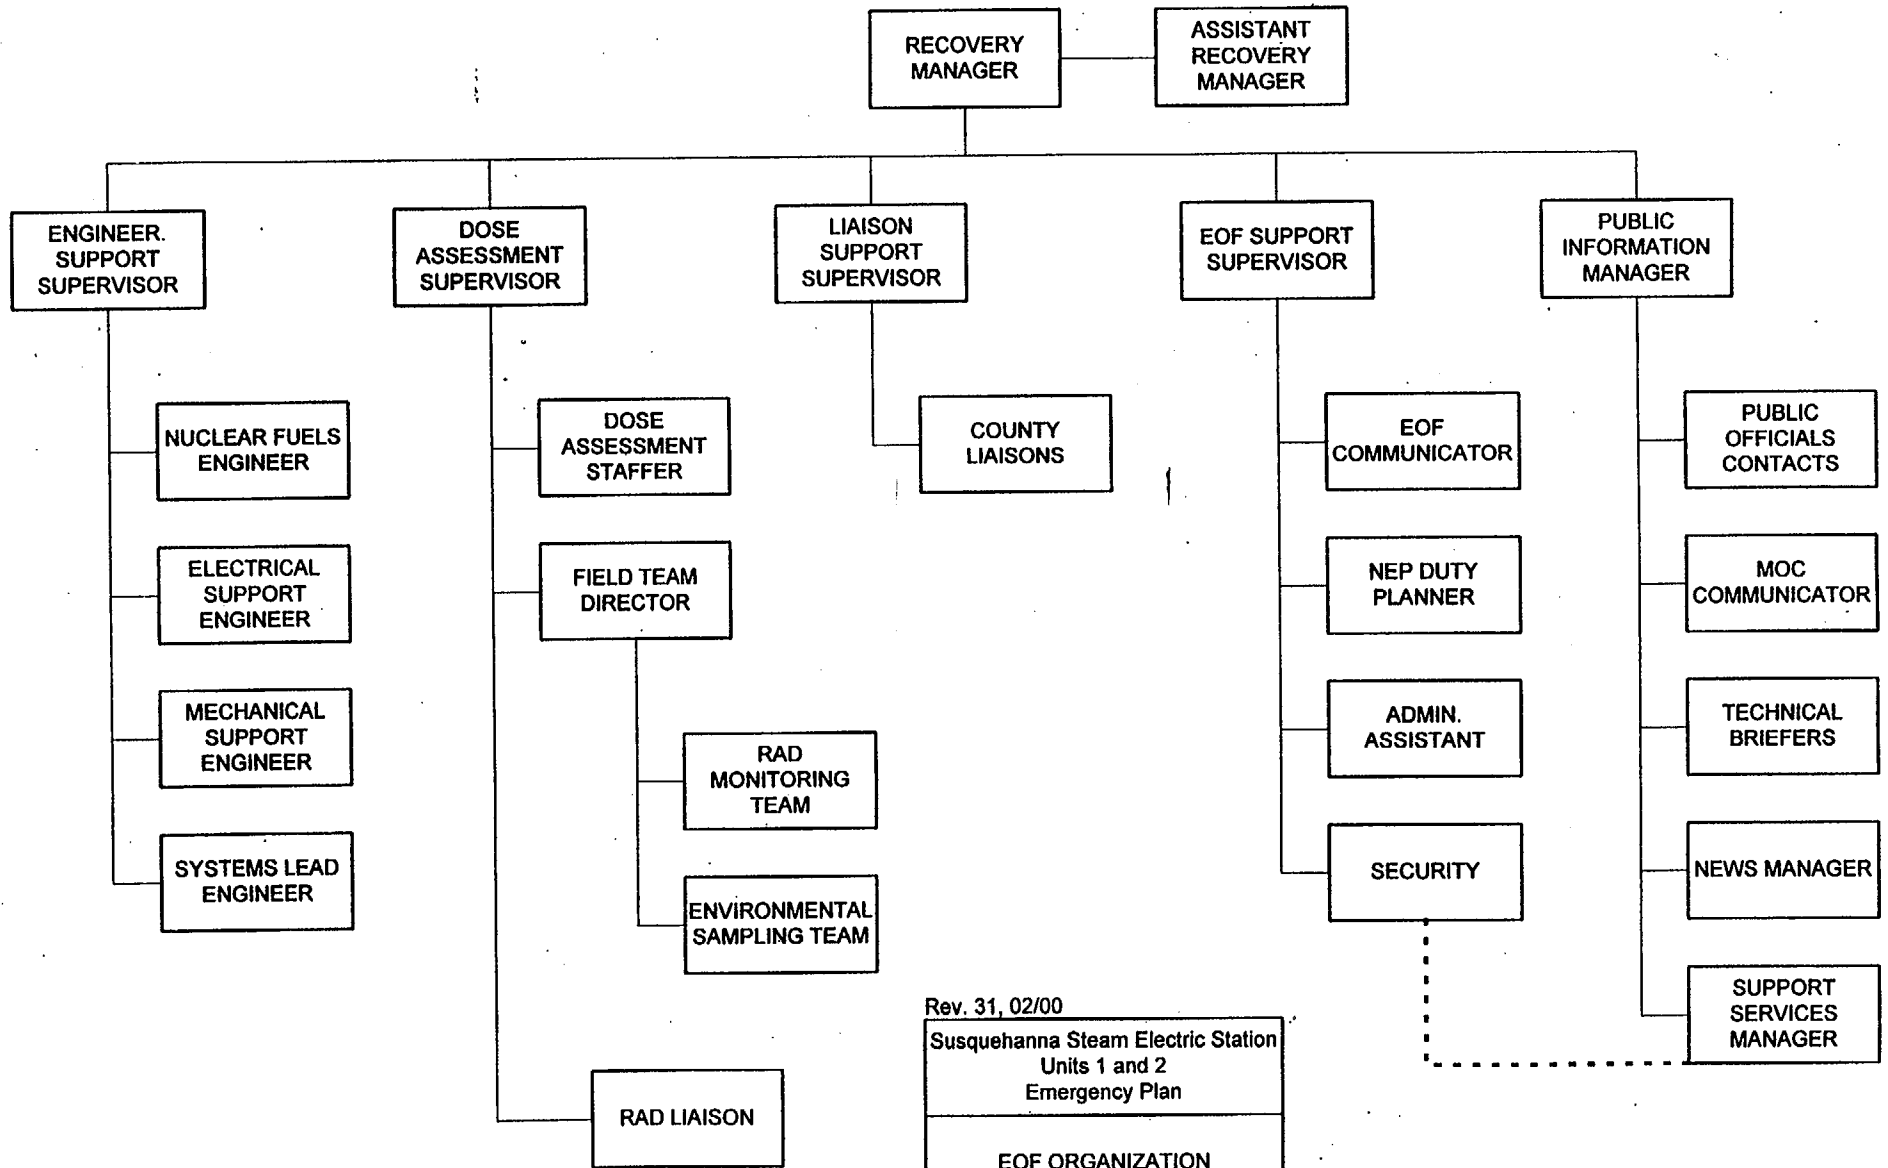 RECOVERY
MANAGER
ASSISTANT
RECOVERY
MANAGER
ENGINEER.
SUPPORT
SUPERVISOR
DOSE
ASSESSMENT
SUPERVISOR
LIAISON
SUPPORT
SUPERVISOR
EOF SUPPORT
SUPERVISOR
PUBLIC
INFORMATION
MANAGER
NUCLEAR FUELS
ENGINEER
ELECTRICAL
SUPPORT
ENGINEER
MECHANICAL
SUPPORT
ENGINEER
SYSTEMS LEAD
ENGINEER
DOSE
ASSESSMENT
STAFFER
FIELD TEAM
DIRECTOR
RAD
MONITORING
TEAM
ENVIRONMENTAL
SAMPLING TEAM
RAD LIAISON
COUNTY
LIAISONS
EOF
COMMUNICATOR
NEP DUTY
PLANNER
ADMIN.
ASSISTANT
SECURITY
PUBLIC
OFFICIALS
CONTACTS
MOC
COMMUNICATOR
TECHNICAL
BRIEFERS
NEWS MANAGER
SUPPORT
SERVICES
MANAGER
Rev. 31, 02/00
Susquehanna Steam Electric Station
Units 1 and 2
Emergency Plan
EOF ORGANIZATION